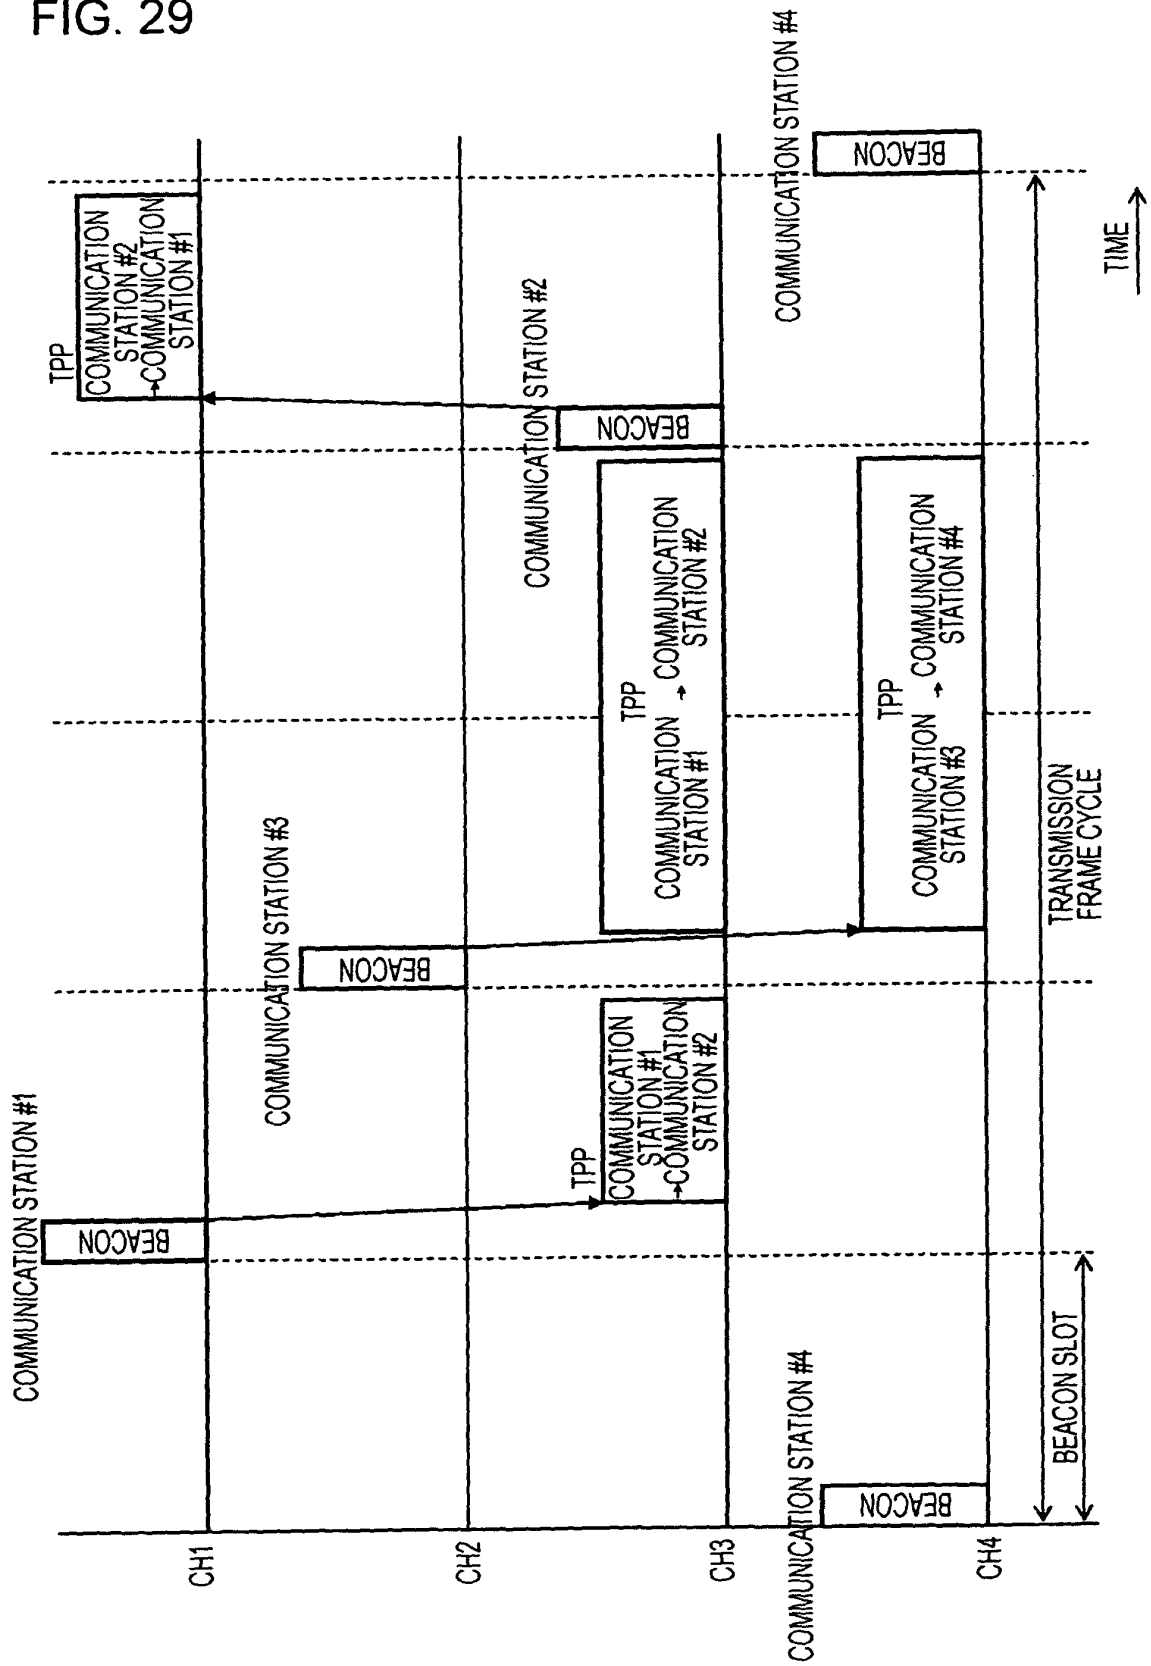 FIG. 29
COMMUNICATION STATION #1
BEACON
CH1
TPP
COMMUNICATION
STATION #2
→COMMUNICATION
STATION #1
COMMUNICATION STATION #3
BEACON
CH2
COMMUNICATION STATION #2
BEACON
TPP
COMMUNICATION
STATION #1
→COMMUNICATION
STATION #2
TPP
COMMUNICATION → COMMUNICATION
STATION #1 STATION #2
CH3
COMMUNICATION STATION #4
BEACON
TPP
COMMUNICATION → COMMUNICATION
STATION #3 STATION #4
COMMUNICATION STATION #4
BEACON
CH4
BEACON SLOT
TRANSMISSION
FRAME CYCLE
TIME